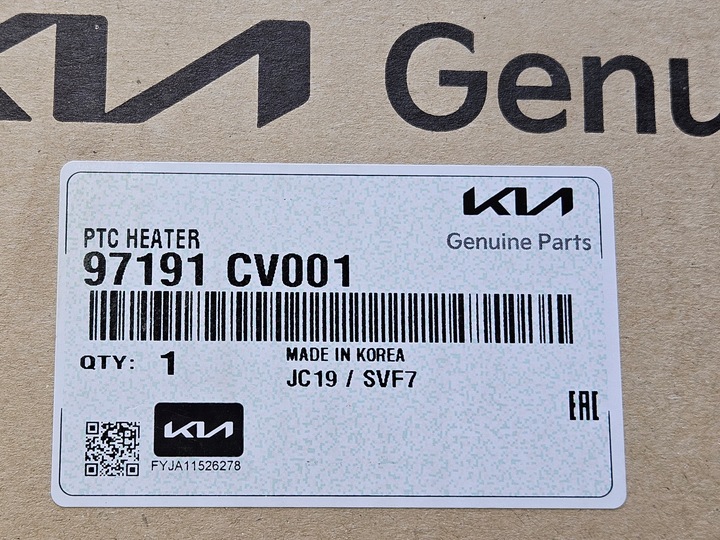 KIA Genu
KIA
Genuine Parts
PTC HEATER
97191 CV001
QTY: 1
MADE IN KOREA
JC19 / SVF7
EAC
KIA
FYJA11526278